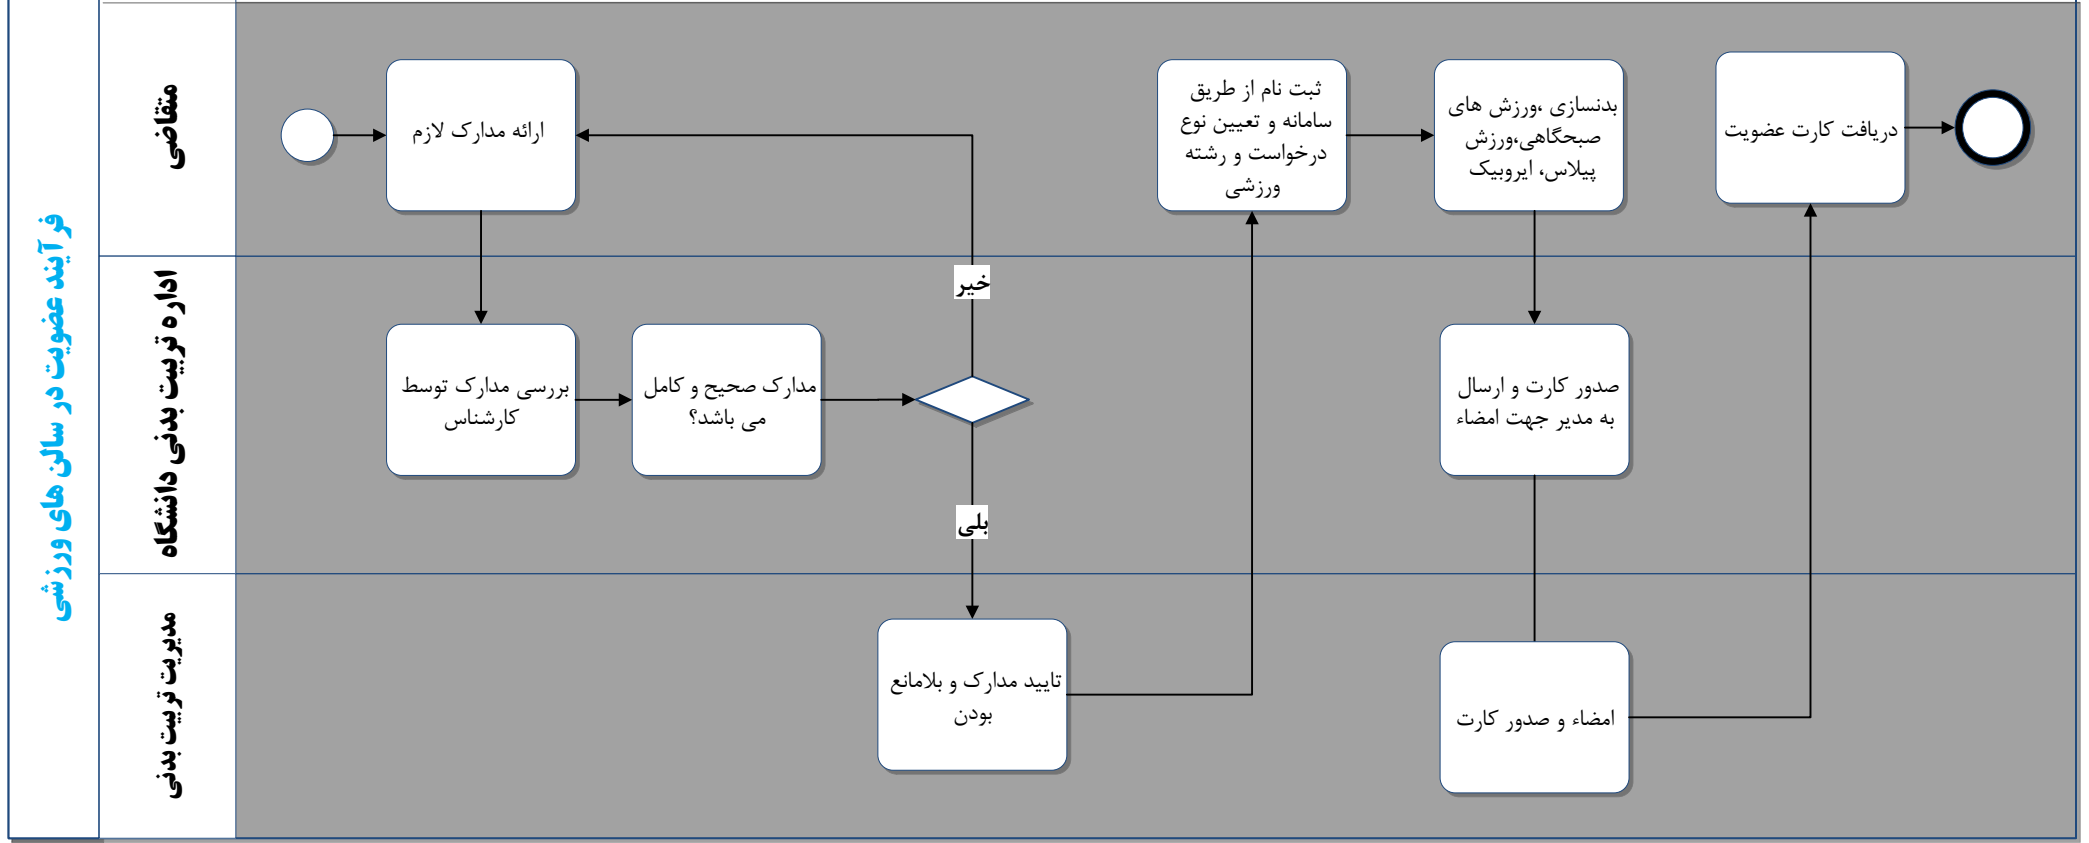 فرآیند عضویت در سالن های ورزشی
متقاضی
ارائه مدارک لازم
ثبت نام از طریق
سامانه و تعیین نوع
درخواست و رشته
ورزشی
بدنسازی ،ورزش های
صبحگاهی،ورزش
پیلاس، ایروبیک
دریافت کارت عضویت
اداره تربیت بدنی دانشگاه
خیر
بررسی مدارک توسط
کارشناس
مدارک صحیح و کامل
می باشد؟
صدور کارت و ارسال
به مدیر جهت امضاء
بلی
مدیریت تربیت بدنی
تایید مدارک و بلامانع
بودن
امضاء و صدور کارت